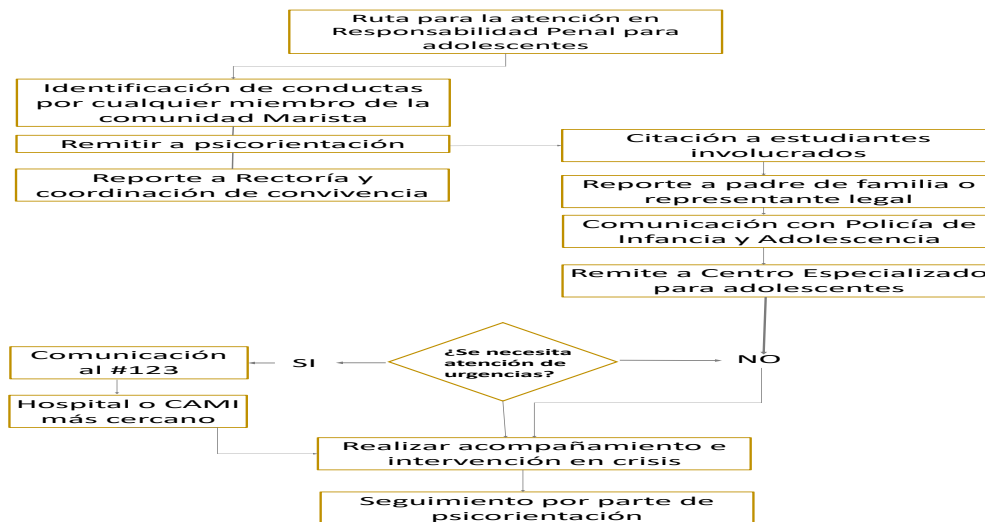 Ruta para la atención en
Responsabilidad Penal para
adolescentes
Identificación de conductas
por cualquier miembro de la
comunidad Marista
Remitir a psicorientación
Reporte a Rectoría y
coordinación de convivencia
Citación a estudiantes
involucrados
Reporte a padre de familia o
representante legal
Comunicación con Policía de
Infancia y Adolescencia
Remite a Centro Especializado
para adolescentes
¿Se necesita
atención de
urgencias?
SI
NO
Comunicación
al #123
Hospital o CAMI
más cercano
Realizar acompañamiento e
intervención en crisis
Seguimiento por parte de
psicorientación